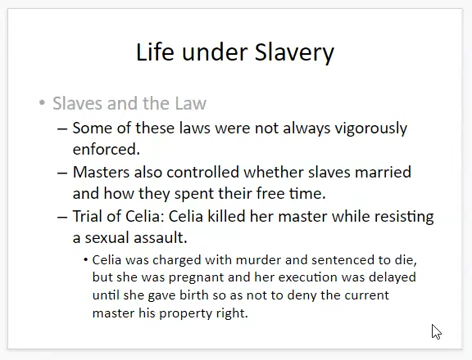 Life under Slavery
• Slaves and the Law
– Some of these laws were not always vigorously
enforced.
– Masters also controlled whether slaves married
and how they spent their free time.
– Trial of Celia: Celia killed her master while resisting
a sexual assault.
• Celia was charged with murder and sentenced to die,
but she was pregnant and her execution was delayed
until she gave birth so as not to deny the current
master his property right.